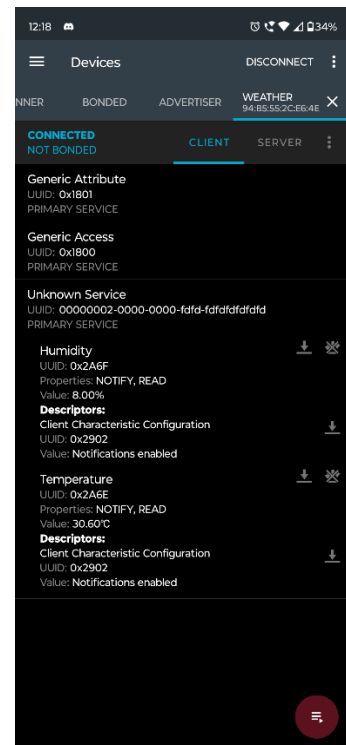 12:18
34%
Devices
DISCONNECT
NNER
BONDED
ADVERTISER
WEATHER
94:B5:55:2C:E6:4E
CONNECTED
NOT BONDED
CLIENT
SERVER
Generic Attribute
UUID: 0x1801
PRIMARY SERVICE
Generic Access
UUID: 0x1800
PRIMARY SERVICE
Unknown Service
UUID: 00000002-0000-0000-fdfd-fdfdfdfdfdfd
PRIMARY SERVICE
Humidity
UUID: 0x2A6F
Properties: NOTIFY, READ
Value: 8.00%
Descriptors:
Client Characteristic Configuration
UUID: 0x2902
Value: Notifications enabled
Temperature
UUID: 0x2A6E
Properties: NOTIFY, READ
Value: 30.60°C
Descriptors:
Client Characteristic Configuration
UUID: 0x2902
Value: Notifications enabled